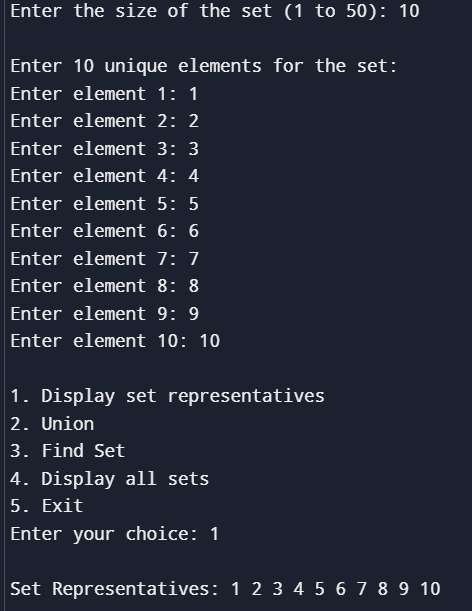 Enter the size of the set (1 to 50): 10
Enter 10 unique elements for the set:
Enter element 1: 1
Enter element 2: 2
Enter element 3: 3
Enter element 4: 4
Enter element 5: 5
Enter element 6: 6
Enter element 7: 7
Enter element 8: 8
Enter element 9: 9
Enter element 10: 10
1. Display set representatives
2. Union
3. Find Set
4. Display all sets
5. Exit
Enter your choice: 1
Set Representatives: 1 2 3 4 5 6 7 8 9 10